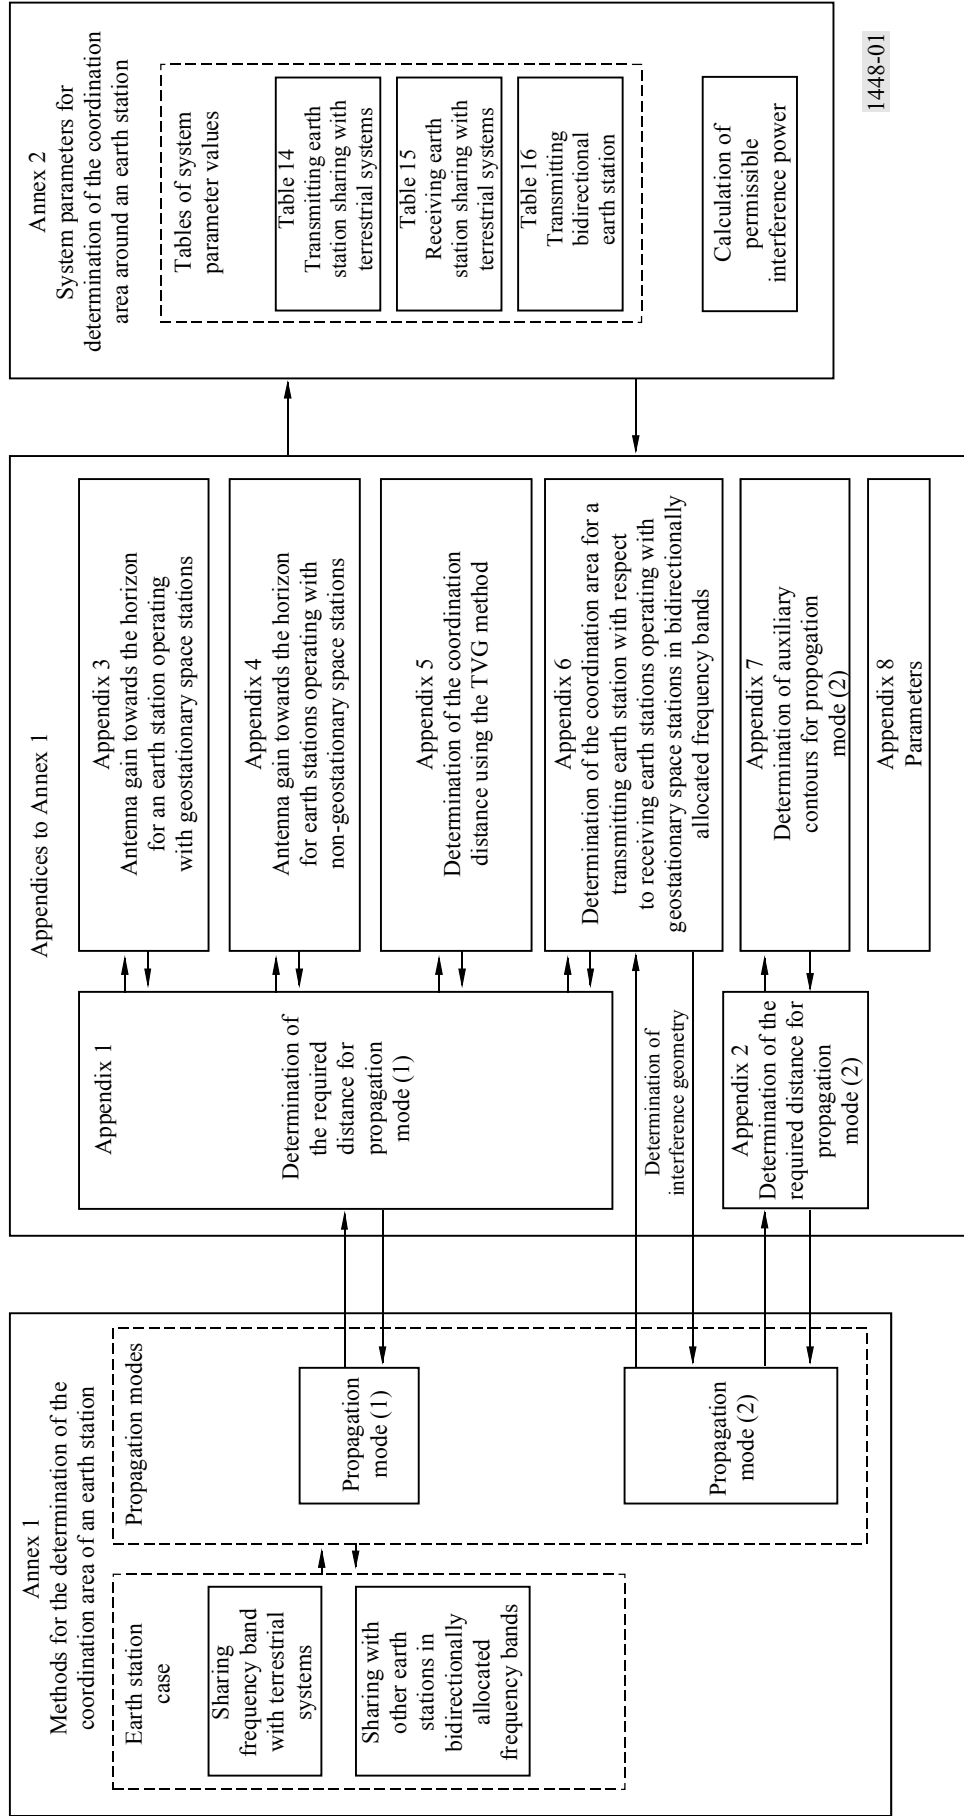 Annex 1
Methods for the determination of the
coordination area of an earth station
Earth station
case
Sharing
frequency band
with terrestrial
systems
Sharing with
other earth
stations in
bidirectionally
allocated
frequency bands
Propagation modes
Propagation
mode (1)
Propagation
mode (2)
Appendices to Annex 1
Appendix 1
Determination of
the required
distance for
propagation
mode (1)
Determination of
interference geometry
Appendix 2
Determination of the
required distance for
propagation
mode (2)
Appendix 3
Antenna gain towards the horizon
for an earth station operating
with geostationary space stations
Appendix 4
Antenna gain towards the horizon
for earth stations operating with
non-geostationary space stations
Appendix 5
Determination of the coordination
distance using the TVG method
Appendix 6
Determination of the coordination area for a
transmitting earth station with respect
to receiving earth stations operating with
geostationary space stations in bidirectionally
allocated frequency bands
Appendix 7
Determination of auxiliary
contours for propogation
mode (2)
Appendix 8
Parameters
Annex 2
System parameters for
determination of the coordination
area around an earth station
Tables of system
parameter values
Table 14
Transmitting earth
station sharing with
terrestrial systems
Table 15
Receiving earth
station sharing with
terrestrial systems
Table 16
Transmitting
bidirectional
earth station
Calculation of
permissible
interference power
1448-01